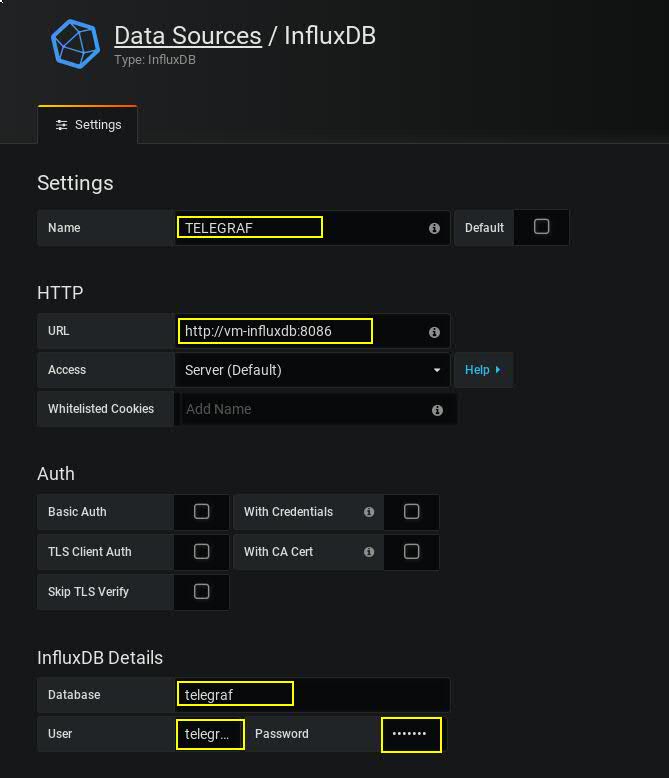 Data Sources / InfluxDB
Type: InfluxDB
Settings
Settings
Name TELEGRAF Default
HTTP
URL http://vm-influxdb:8086
Access Server (Default) Help
Whitelisted Cookies Add Name
Auth
Basic Auth With Credentials
TLS Client Auth With CA Cert
Skip TLS Verify
InfluxDB Details
Database telegraf
User telegr... Password •••••••